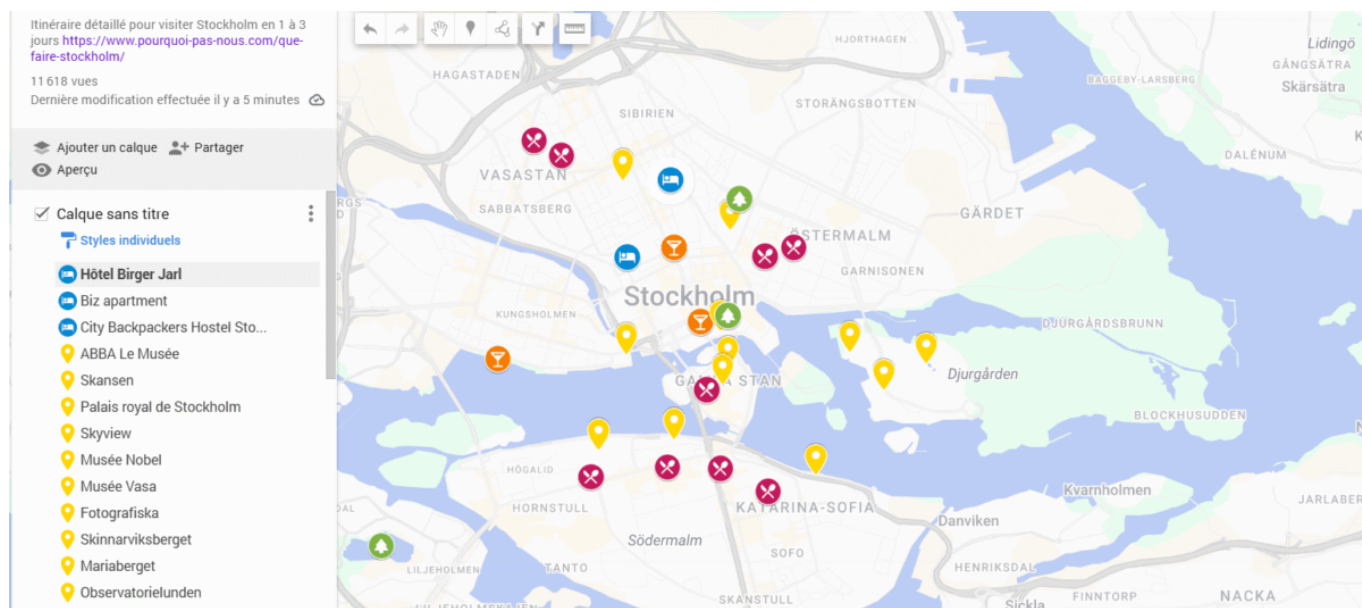 Itinéraire détaillé pour visiter Stockholm en 1 à 3
jours https://www.pourquoi-pas-nous.com/que-
faire-stockholm/
11 618 vues
Dernière modification effectuée il y a 5 minutes
Ajouter un calque
Partager
Aperçu
Calque sans titre
Styles individuels
Hôtel Birger Jarl
Biz apartment
City Backpackers Hostel Sto...
ABBA Le Musée
Skansen
Palais royal de Stockholm
Skyview
Musée Nobel
Musée Vasa
Fotografiska
Skinnarviksberget
Mariaberget
Observatorielunden
HJORTHAGEN
Lidingö
GÅNGSÄTRA
Skärsätra
HAGASTADEN
BAGGEBY-LARSBERG
STORÄNGSBOTTEN
SIBIRIEN
DALÉNUM
VASASTAN
SABBATSBERG
GÄRDET
ÖSTERMALM
GARNISONEN
Stockholm
KUNGSHOLMEN
DJURGÅRDSBRUNN
Djurgården
STAN
BLOCKHUSUDDEN
HÖGALID
Kvarnholmen
HORNSTULL
KATARINA-SOFIA
JARLABER
Danviken
Södermalm
SOFO
LILJEHOLMEN
TANTO
HENRIKSDAL
SKANSTULL
Sickla
FINNTORP
NACKA